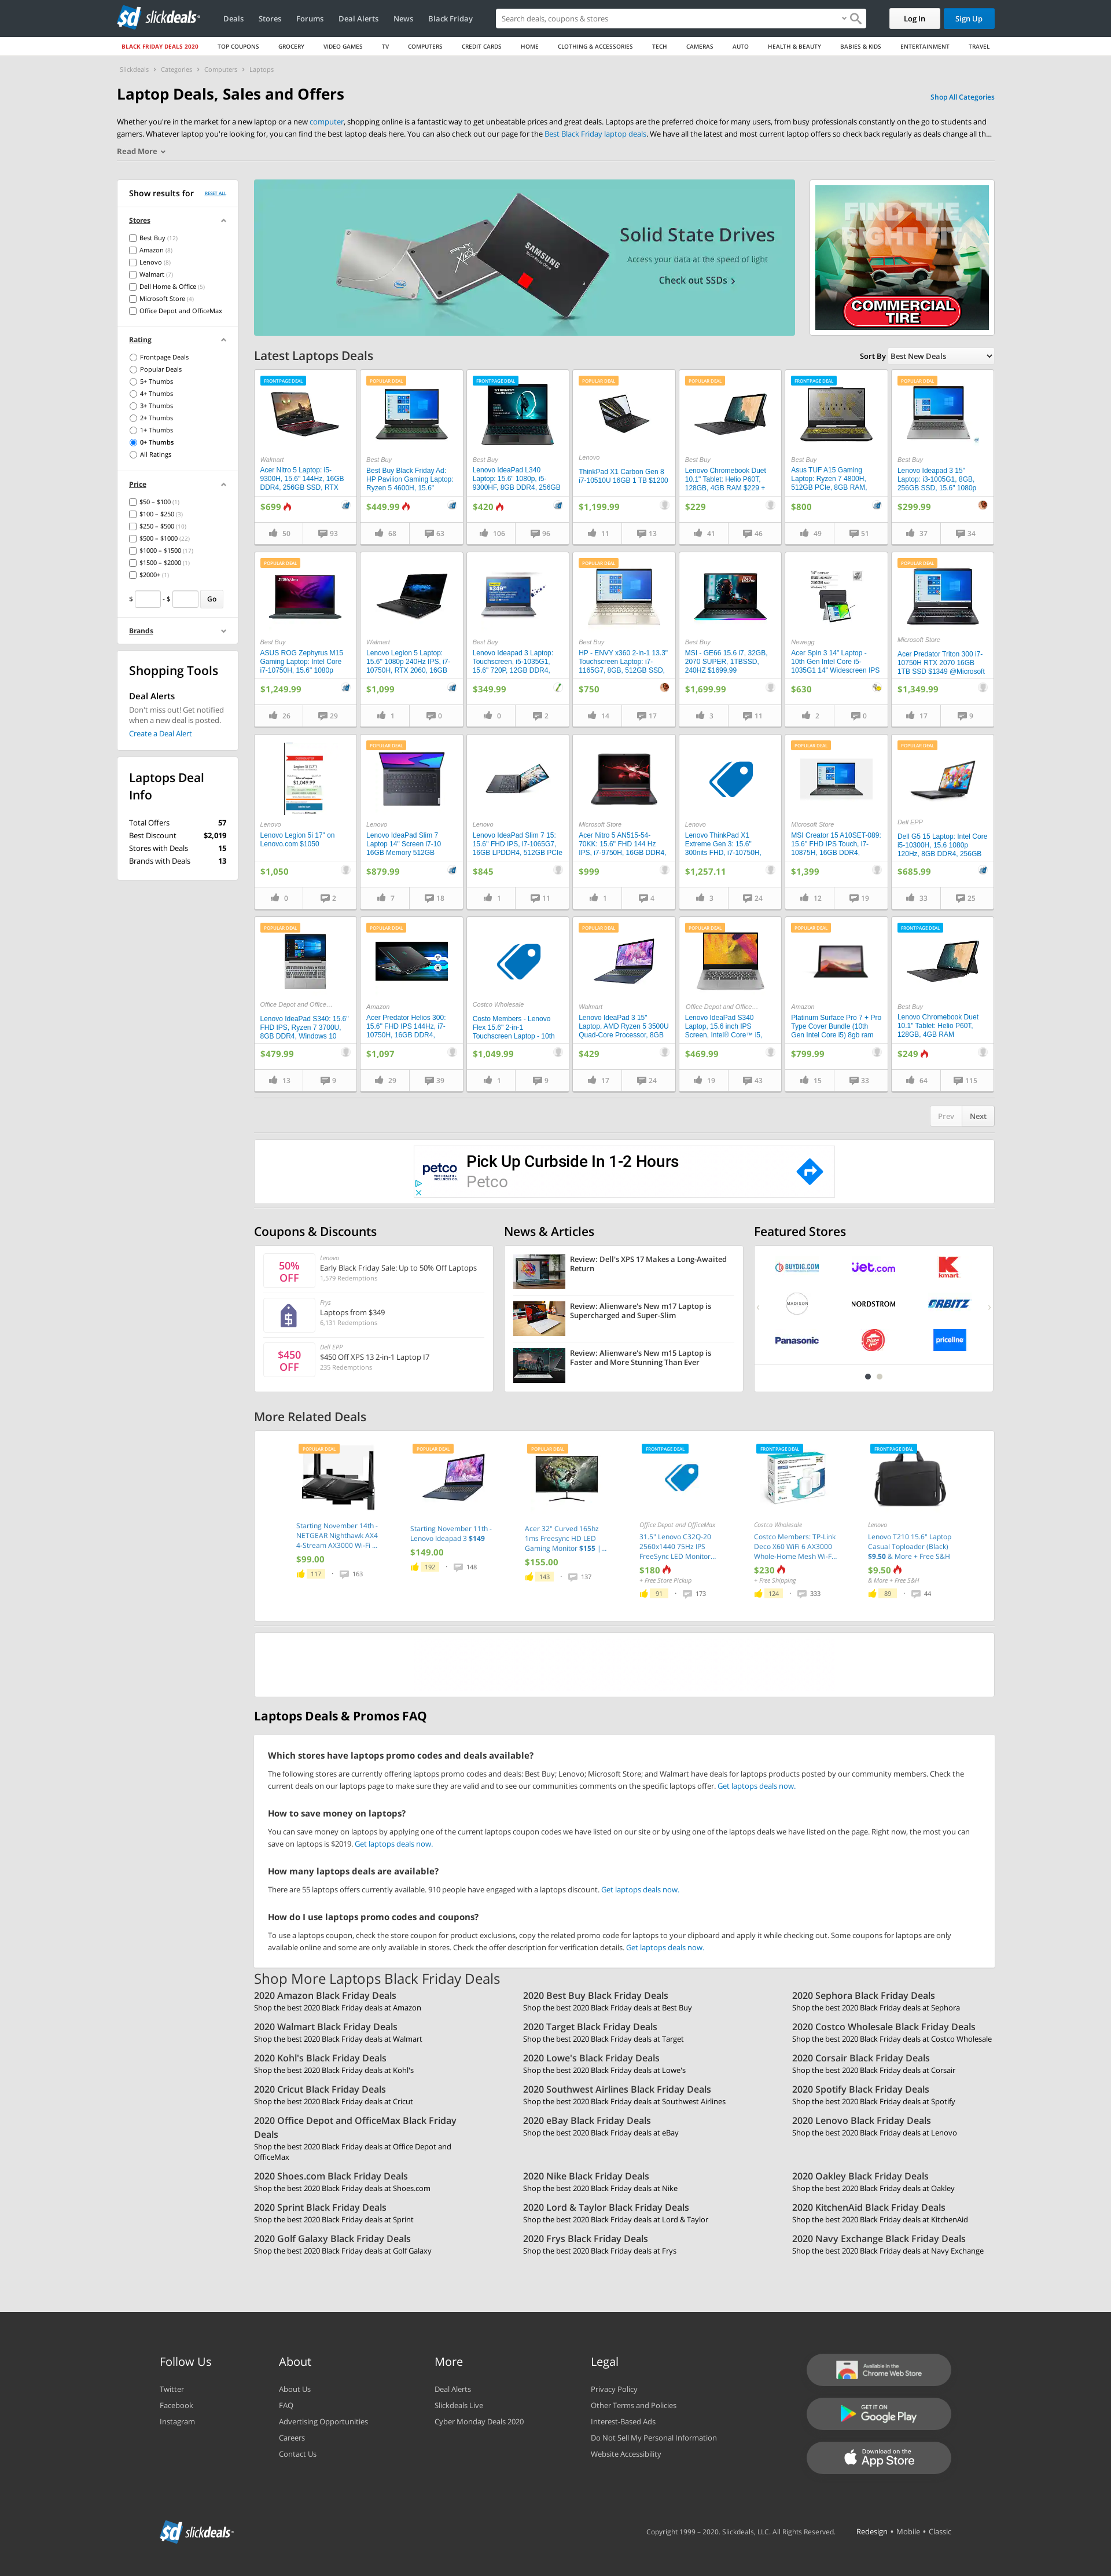 slickdeals
Deals Stores Forums Deal Alerts News Black Friday
Search deals, coupons & stores
Log In
Sign Up
BLACK FRIDAY DEALS 2020 TOP COUPONS GROCERY VIDEO GAMES TV COMPUTERS CREDIT CARDS HOME CLOTHING & ACCESSORIES TECH CAMERAS AUTO HEALTH & BEAUTY BABIES & KIDS ENTERTAINMENT TRAVEL
Slickdeals › Categories › Computers › Laptops
Laptop Deals, Sales and Offers
Shop All Categories
Whether you're in the market for a new laptop or a new computer, shopping online is a fantastic way to get unbeatable prices and great deals. Laptops are the preferred choice for many users, from busy professionals constantly on the go to students and
gamers. Whatever laptop you're looking for, you can find the best laptop deals here. You can also check out our page for the Best Black Friday laptop deals. We have all the latest and most current laptop offers so check back regularly as deals change all th...
Read More
Show results for RESET ALL
Stores
Best Buy (12)
Amazon (8)
Lenovo (8)
Walmart (7)
Dell Home & Office (5)
Microsoft Store (4)
Office Depot and OfficeMax
Rating
Frontpage Deals
Popular Deals
5+ Thumbs
4+ Thumbs
3+ Thumbs
2+ Thumbs
1+ Thumbs
0+ Thumbs
All Ratings
Price
$50 – $100 (1)
$100 – $250 (3)
$250 – $500 (10)
$500 – $1000 (22)
$1000 – $1500 (17)
$1500 – $2000 (1)
$2000+ (1)
$ - $ Go
Brands
Shopping Tools
Deal Alerts
Don't miss out! Get notified
when a new deal is posted.
Create a Deal Alert
Laptops Deal
Info
Total Offers 57
Best Discount $2,019
Stores with Deals 15
Brands with Deals 13
SAMSUNG
Solid State Drives
Access your data at the speed of light
Check out SSDs
FIND THE
RIGHT FIT
COMMERCIAL
TIRE
Latest Laptops Deals
Sort By Best New Deals
FRONTPAGE DEAL
Walmart
Acer Nitro 5 Laptop: i5-
9300H, 15.6" 144Hz, 16GB
DDR4, 256GB SSD, RTX
$699
50 93
POPULAR DEAL
Best Buy
Best Buy Black Friday Ad:
HP Pavilion Gaming Laptop:
Ryzen 5 4600H, 15.6"
$449.99
68 63
FRONTPAGE DEAL
Best Buy
Lenovo IdeaPad L340
Laptop: 15.6" 1080p, i5-
9300HF, 8GB DDR4, 256GB
$420
106 96
POPULAR DEAL
Lenovo
ThinkPad X1 Carbon Gen 8
i7-10510U 16GB 1 TB $1200
$1,199.99
11 13
POPULAR DEAL
Best Buy
Lenovo Chromebook Duet
10.1" Tablet: Helio P60T,
128GB, 4GB RAM $229 +
$229
41 46
FRONTPAGE DEAL
Best Buy
Asus TUF A15 Gaming
Laptop: Ryzen 7 4800H,
512GB PCIe, 8GB RAM,
$800
49 51
POPULAR DEAL
Best Buy
Lenovo Ideapad 3 15"
Laptop: i3-1005G1, 8GB,
256GB SSD, 15.6" 1080p
$299.99
37 34
POPULAR DEAL
Best Buy
ASUS ROG Zephyrus M15
Gaming Laptop: Intel Core
i7-10750H, 15.6" 1080p
$1,249.99
26 29
Walmart
Lenovo Legion 5 Laptop:
15.6" 1080p 240Hz IPS, i7-
10750H, RTX 2060, 16GB
$1,099
1 0
Best Buy
Lenovo Ideapad 3 Laptop:
Touchscreen, i5-1035G1,
15.6" 720P, 12GB DDR4,
$349.99
0 2
POPULAR DEAL
Best Buy
HP - ENVY x360 2-in-1 13.3"
Touchscreen Laptop: i7-
1165G7, 8GB, 512GB SSD,
$750
14 17
Best Buy
MSI - GE66 15.6 i7, 32GB,
2070 SUPER, 1TBSSD,
240HZ $1699.99
$1,699.99
3 11
Newegg
Acer Spin 3 14" Laptop -
10th Gen Intel Core i5-
1035G1 14" Widescreen IPS
$630
2 0
POPULAR DEAL
Microsoft Store
Acer Predator Triton 300 i7-
10750H RTX 2070 16GB
1TB SSD $1349 @Microsoft
$1,349.99
17 9
$1,049.99
Lenovo
Lenovo Legion 5i 17" on
Lenovo.com $1050
$1,050
0 2
POPULAR DEAL
Lenovo
Lenovo IdeaPad Slim 7
Laptop 14" Screen i7-10
16GB Memory 512GB
$879.99
7 18
Lenovo
Lenovo IdeaPad Slim 7 15:
15.6" FHD IPS, i7-1065G7,
16GB LPDDR4, 512GB PCIe
$845
1 11
Microsoft Store
Acer Nitro 5 AN515-54-
70KK: 15.6" FHD 144 Hz
IPS, i7-9750H, 16GB DDR4,
$999
1 4
Lenovo
Lenovo ThinkPad X1
Extreme Gen 3: 15.6"
300nits FHD, i7-10750H,
$1,257.11
3 24
POPULAR DEAL
Microsoft Store
MSI Creator 15 A10SET-089:
15.6" FHD IPS Touch, i7-
10875H, 16GB DDR4,
$1,399
12 19
POPULAR DEAL
Dell EPP
Dell G5 15 Laptop: Intel Core
i5-10300H, 15.6 1080p
120Hz, 8GB DDR4, 256GB
$685.99
33 25
POPULAR DEAL
Office Depot and Office...
Lenovo IdeaPad S340: 15.6"
FHD IPS, Ryzen 7 3700U,
8GB DDR4, Windows 10
$479.99
13 9
POPULAR DEAL
Amazon
Acer Predator Helios 300:
15.6" FHD IPS 144Hz, i7-
10750H, 16GB DDR4,
$1,097
29 39
Costco Wholesale
Costo Members - Lenovo
Flex 15.6" 2-in-1
Touchscreen Laptop - 10th
$1,049.99
1 9
POPULAR DEAL
Walmart
Lenovo IdeaPad 3 15"
Laptop, AMD Ryzen 5 3500U
Quad-Core Processor, 8GB
$429
17 24
POPULAR DEAL
Office Depot and Office...
Lenovo IdeaPad S340
Laptop, 15.6 inch IPS
Screen, Intel® Core™ i5,
$469.99
19 43
POPULAR DEAL
Amazon
Platinum Surface Pro 7 + Pro
Type Cover Bundle (10th
Gen Intel Core i5) 8gb ram
$799.99
15 33
FRONTPAGE DEAL
Best Buy
Lenovo Chromebook Duet
10.1" Tablet: Helio P60T,
128GB, 4GB RAM
$249
64 115
Prev Next
petco
Pick Up Curbside In 1-2 Hours
Petco
Coupons & Discounts
50%
OFF
Lenovo
Early Black Friday Sale: Up to 50% Off Laptops
1,579 Redemptions
Frys
Laptops from $349
6,131 Redemptions
$450
OFF
Dell EPP
$450 Off XPS 13 2-in-1 Laptop I7
235 Redemptions
News & Articles
Review: Dell's XPS 17 Makes a Long-Awaited
Return
Review: Alienware's New m17 Laptop is
Supercharged and Super-Slim
Review: Alienware's New m15 Laptop is
Faster and More Stunning Than Ever
Featured Stores
BUYDIG.COM
jet.com
kmart
MADISON
NORDSTROM
ORBITZ
Panasonic
priceline
More Related Deals
POPULAR DEAL
Starting November 14th -
NETGEAR Nighthawk AX4
4-Stream AX3000 Wi-Fi ...
$99.00
117 163
POPULAR DEAL
Starting November 11th -
Lenovo Ideapad 3 $149
$149.00
192 148
POPULAR DEAL
Acer 32" Curved 165hz
1ms Freesync HD LED
Gaming Monitor $155 |...
$155.00
143 137
FRONTPAGE DEAL
Office Depot and OfficeMax
31.5" Lenovo C32Q-20
2560x1440 75Hz IPS
FreeSync LED Monitor...
$180
+ Free Store Pickup
91 173
FRONTPAGE DEAL
Costco Wholesale
Costco Members: TP-Link
Deco X60 WiFi 6 AX3000
Whole-Home Mesh Wi-F...
$230
+ Free Shipping
124 333
FRONTPAGE DEAL
Lenovo
Lenovo T210 15.6" Laptop
Casual Toploader (Black)
$9.50 & More + Free S&H
$9.50
& More + Free S&H
89 44
Laptops Deals & Promos FAQ
Which stores have laptops promo codes and deals available?
The following stores are currently offering laptops promo codes and deals: Best Buy; Lenovo; Microsoft Store; and Walmart have deals for laptops products posted by our community members. Check the
current deals on our laptops page to make sure they are valid and to see our communities comments on the specific laptops offer. Get laptops deals now.
How to save money on laptops?
You can save money on laptops by applying one of the current laptops coupon codes we have listed on our site or by using one of the laptops deals we have listed on the page. Right now, the most you can
save on laptops is $2019. Get laptops deals now.
How many laptops deals are available?
There are 55 laptops offers currently available. 910 people have engaged with a laptops discount. Get laptops deals now.
How do I use laptops promo codes and coupons?
To use a laptops coupon, check the store coupon for product exclusions, copy the related promo code for laptops to your clipboard and apply it while checking out. Some coupons for laptops are only
available online and some are only available in stores. Check the offer description for verification details. Get laptops deals now.
Shop More Laptops Black Friday Deals
2020 Amazon Black Friday Deals
Shop the best 2020 Black Friday deals at Amazon
2020 Best Buy Black Friday Deals
Shop the best 2020 Black Friday deals at Best Buy
2020 Sephora Black Friday Deals
Shop the best 2020 Black Friday deals at Sephora
2020 Walmart Black Friday Deals
Shop the best 2020 Black Friday deals at Walmart
2020 Target Black Friday Deals
Shop the best 2020 Black Friday deals at Target
2020 Costco Wholesale Black Friday Deals
Shop the best 2020 Black Friday deals at Costco Wholesale
2020 Kohl's Black Friday Deals
Shop the best 2020 Black Friday deals at Kohl's
2020 Lowe's Black Friday Deals
Shop the best 2020 Black Friday deals at Lowe's
2020 Corsair Black Friday Deals
Shop the best 2020 Black Friday deals at Corsair
2020 Cricut Black Friday Deals
Shop the best 2020 Black Friday deals at Cricut
2020 Southwest Airlines Black Friday Deals
Shop the best 2020 Black Friday deals at Southwest Airlines
2020 Spotify Black Friday Deals
Shop the best 2020 Black Friday deals at Spotify
2020 Office Depot and OfficeMax Black Friday
Deals
Shop the best 2020 Black Friday deals at Office Depot and
OfficeMax
2020 eBay Black Friday Deals
Shop the best 2020 Black Friday deals at eBay
2020 Lenovo Black Friday Deals
Shop the best 2020 Black Friday deals at Lenovo
2020 Shoes.com Black Friday Deals
Shop the best 2020 Black Friday deals at Shoes.com
2020 Nike Black Friday Deals
Shop the best 2020 Black Friday deals at Nike
2020 Oakley Black Friday Deals
Shop the best 2020 Black Friday deals at Oakley
2020 Sprint Black Friday Deals
Shop the best 2020 Black Friday deals at Sprint
2020 Lord & Taylor Black Friday Deals
Shop the best 2020 Black Friday deals at Lord & Taylor
2020 KitchenAid Black Friday Deals
Shop the best 2020 Black Friday deals at KitchenAid
2020 Golf Galaxy Black Friday Deals
Shop the best 2020 Black Friday deals at Golf Galaxy
2020 Frys Black Friday Deals
Shop the best 2020 Black Friday deals at Frys
2020 Navy Exchange Black Friday Deals
Shop the best 2020 Black Friday deals at Navy Exchange
Follow Us
Twitter
Facebook
Instagram
About
About Us
FAQ
Advertising Opportunities
Careers
Contact Us
More
Deal Alerts
Slickdeals Live
Cyber Monday Deals 2020
Legal
Privacy Policy
Other Terms and Policies
Interest-Based Ads
Do Not Sell My Personal Information
Website Accessibility
Available in the
Chrome Web Store
GET IT ON
Google Play
Download on the
App Store
slickdeals
Copyright 1999 – 2020. Slickdeals, LLC. All Rights Reserved.
Redesign • Mobile • Classic